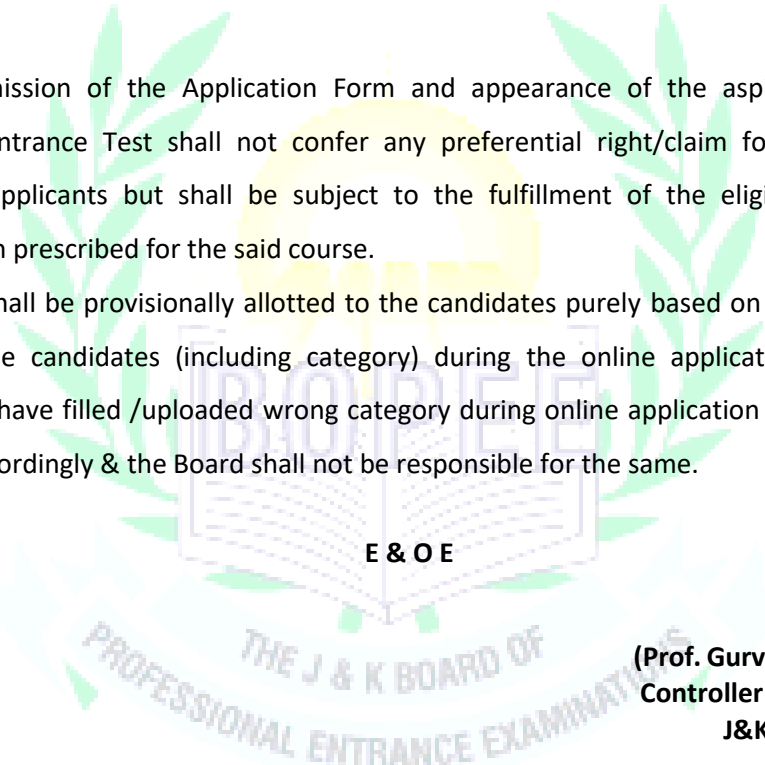 mission of the Application Form and appearance of the asp
ntrance Test shall not confer any preferential right/claim fo
pplicants but shall be subject to the fulfillment of the eligi
n prescribed for the said course.
hall be provisionally allotted to the candidates purely based on
e candidates (including category) during the online applicat
have filled /uploaded wrong category during online application
ordingly & the Board shall not be responsible for the same.
BOPEE
E & O E
THE J & K BOARD OF
PROFESSIONAL ENTRANCE EXAMINATIONS
(Prof. Gurv
Controller
J&K